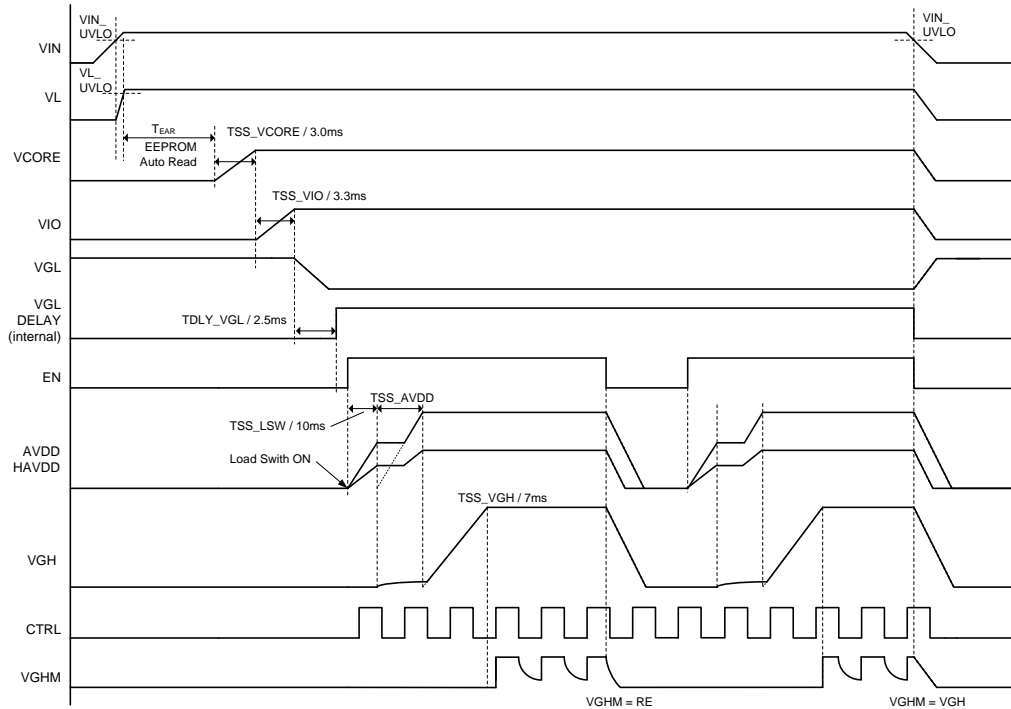 VIN_
UVLO
VIN_
UVLO
VIN
VL_
UVLO
VL
TEAR
EEPROM
Auto Read
TSS_VCORE / 3.0ms
VCORE
TSS_VIO / 3.3ms
VIO
VGL
VGL
DELAY
(internal)
TDLY_VGL / 2.5ms
EN
TSS_AVDD
TSS_LSW / 10ms
AVDD
HAVDD
Load Swith ON
TSS_VGH / 7ms
VGH
CTRL
VGHM
VGHM = RE
VGHM = VGH